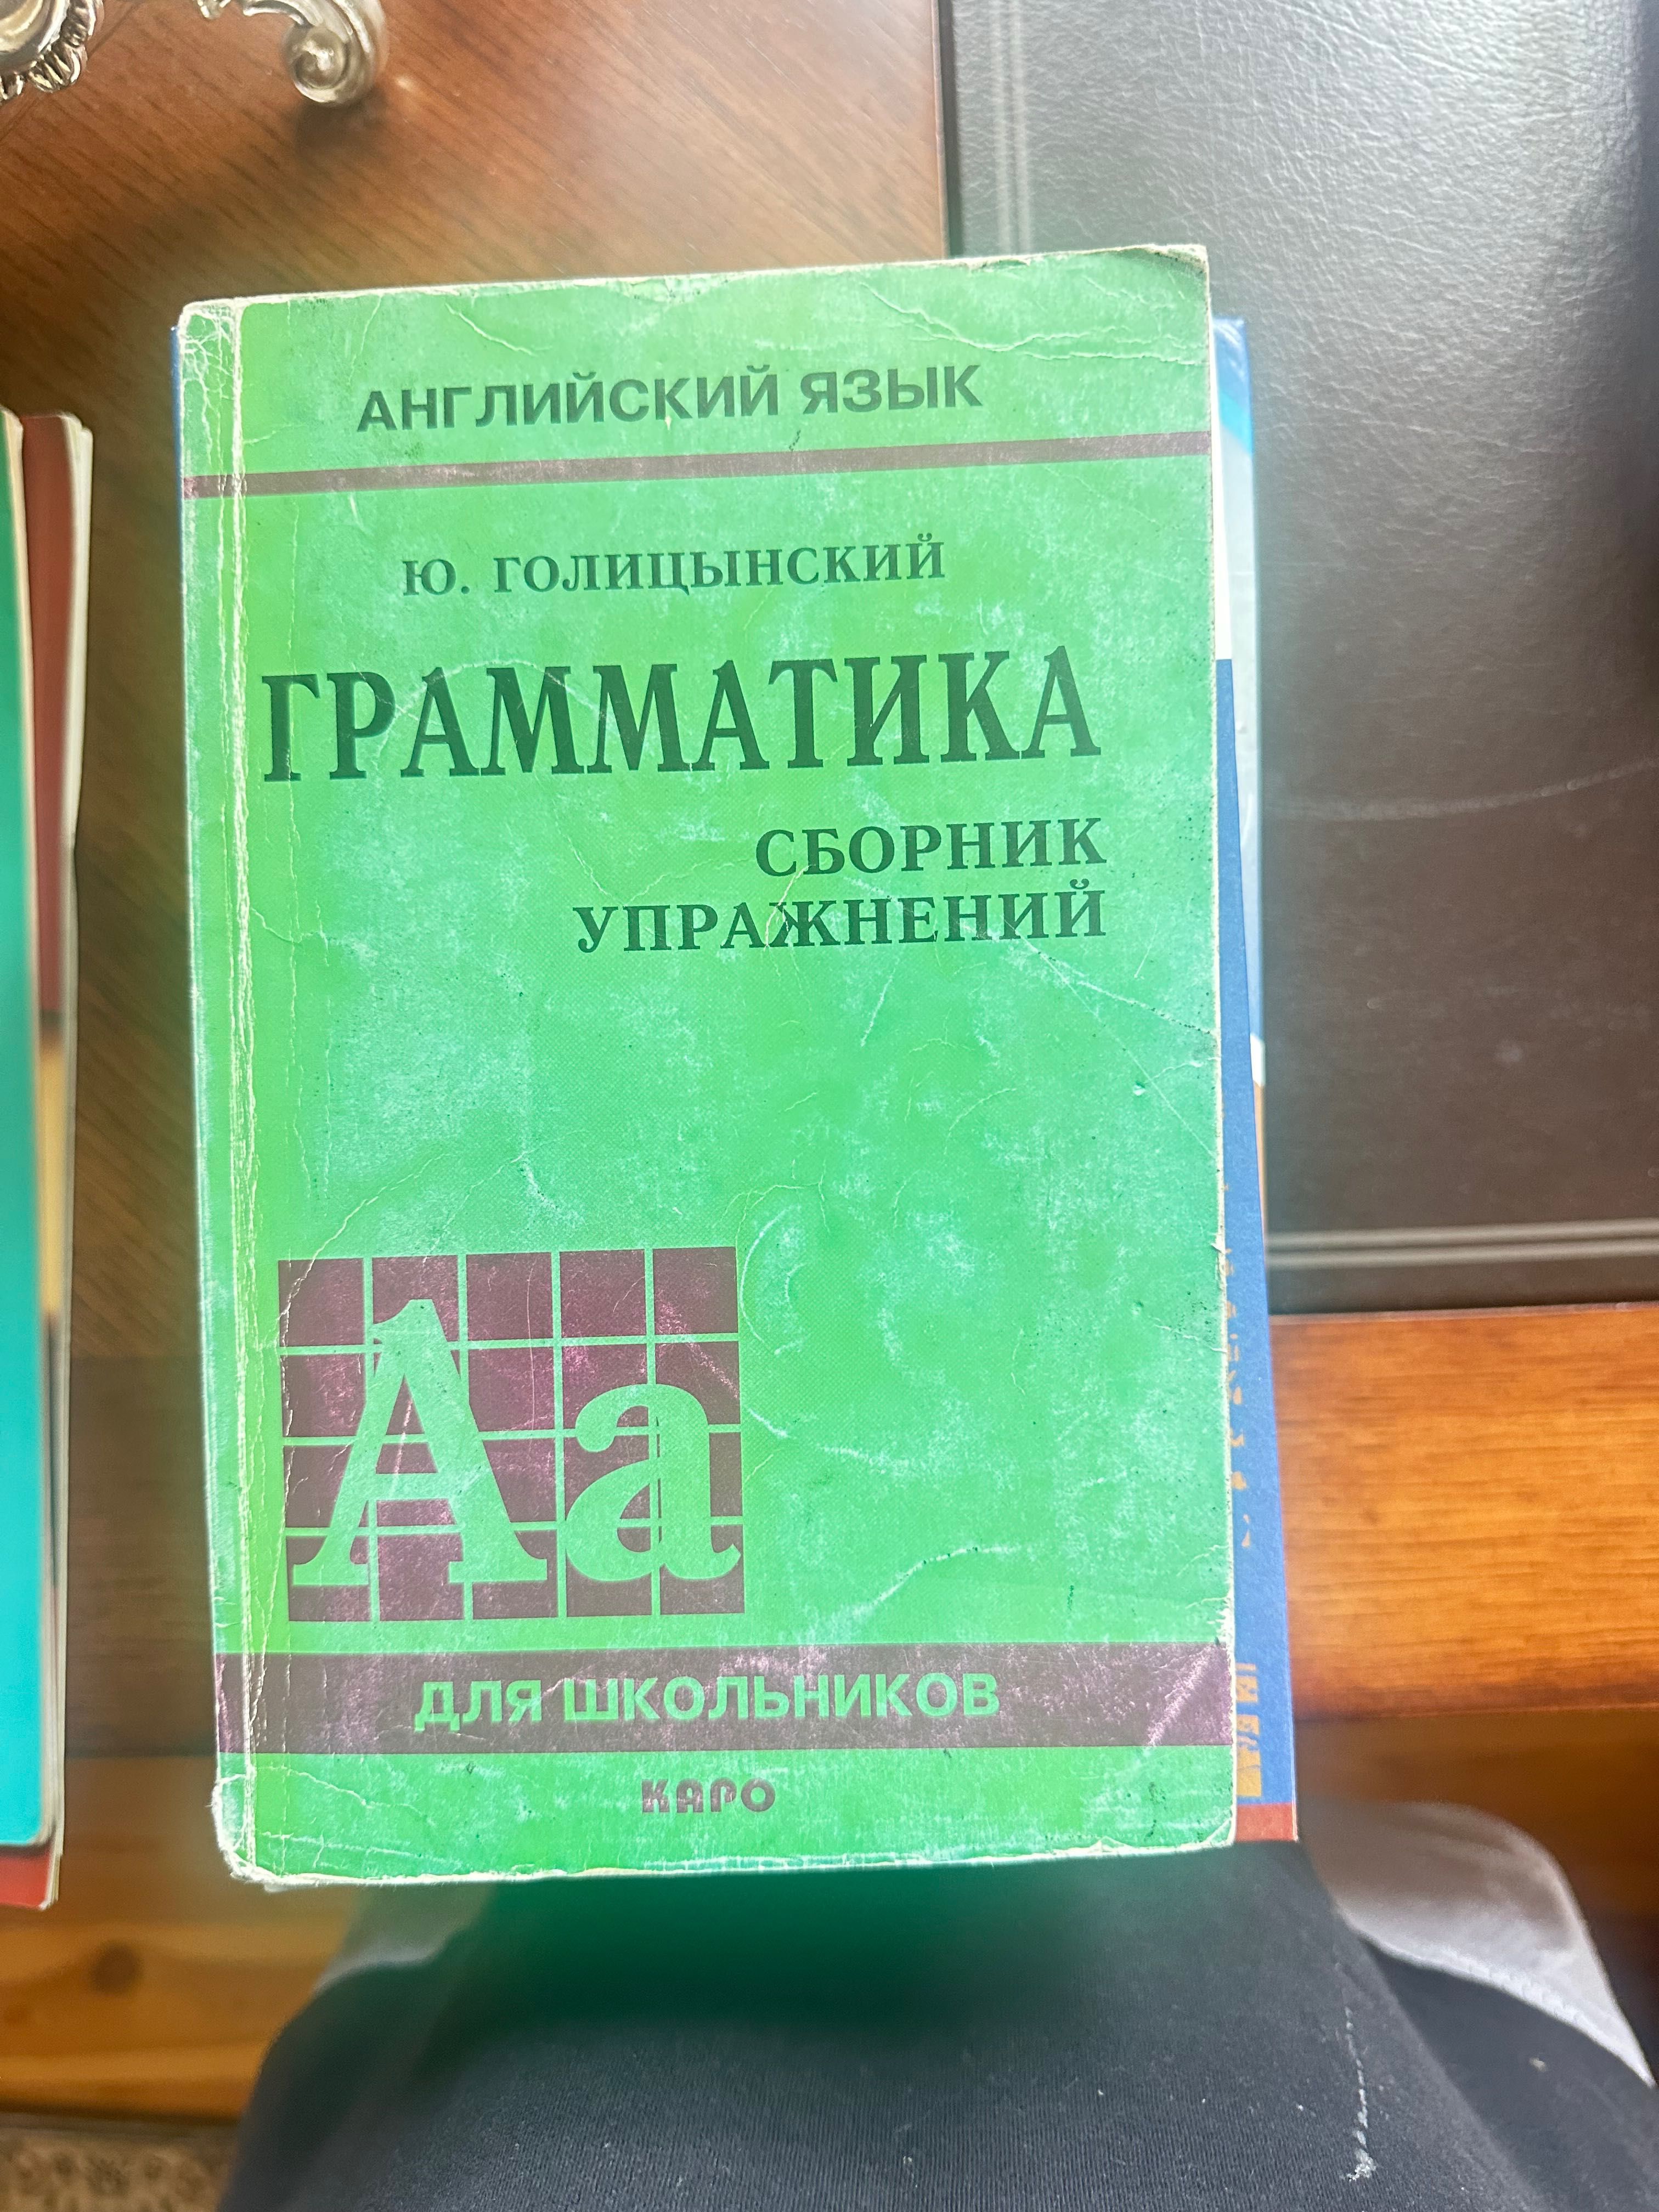 АНГЛИЙСКИЙ ЯЗЫК
Ю. ГОЛИЦЫНСКИЙ
ГРАММАТИКА
СБОРНИК
УПРАЖНЕНИЙ
Aa
ДЛЯ ШКОЛЬНИКОВ
КАРО